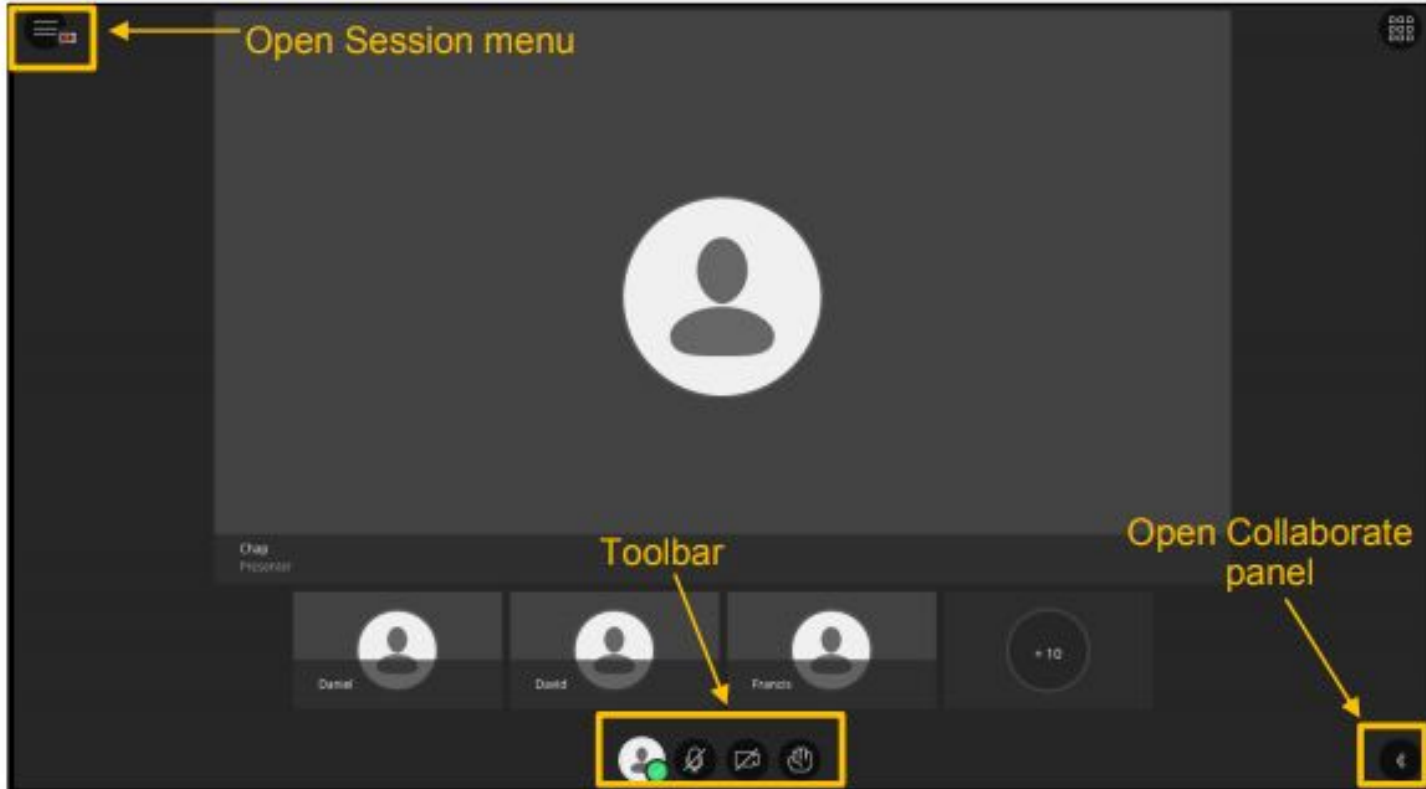 Open Session menu
Chap
Presenter
Toolbar
Open Collaborate
panel
Daniel
David
Francis
+10